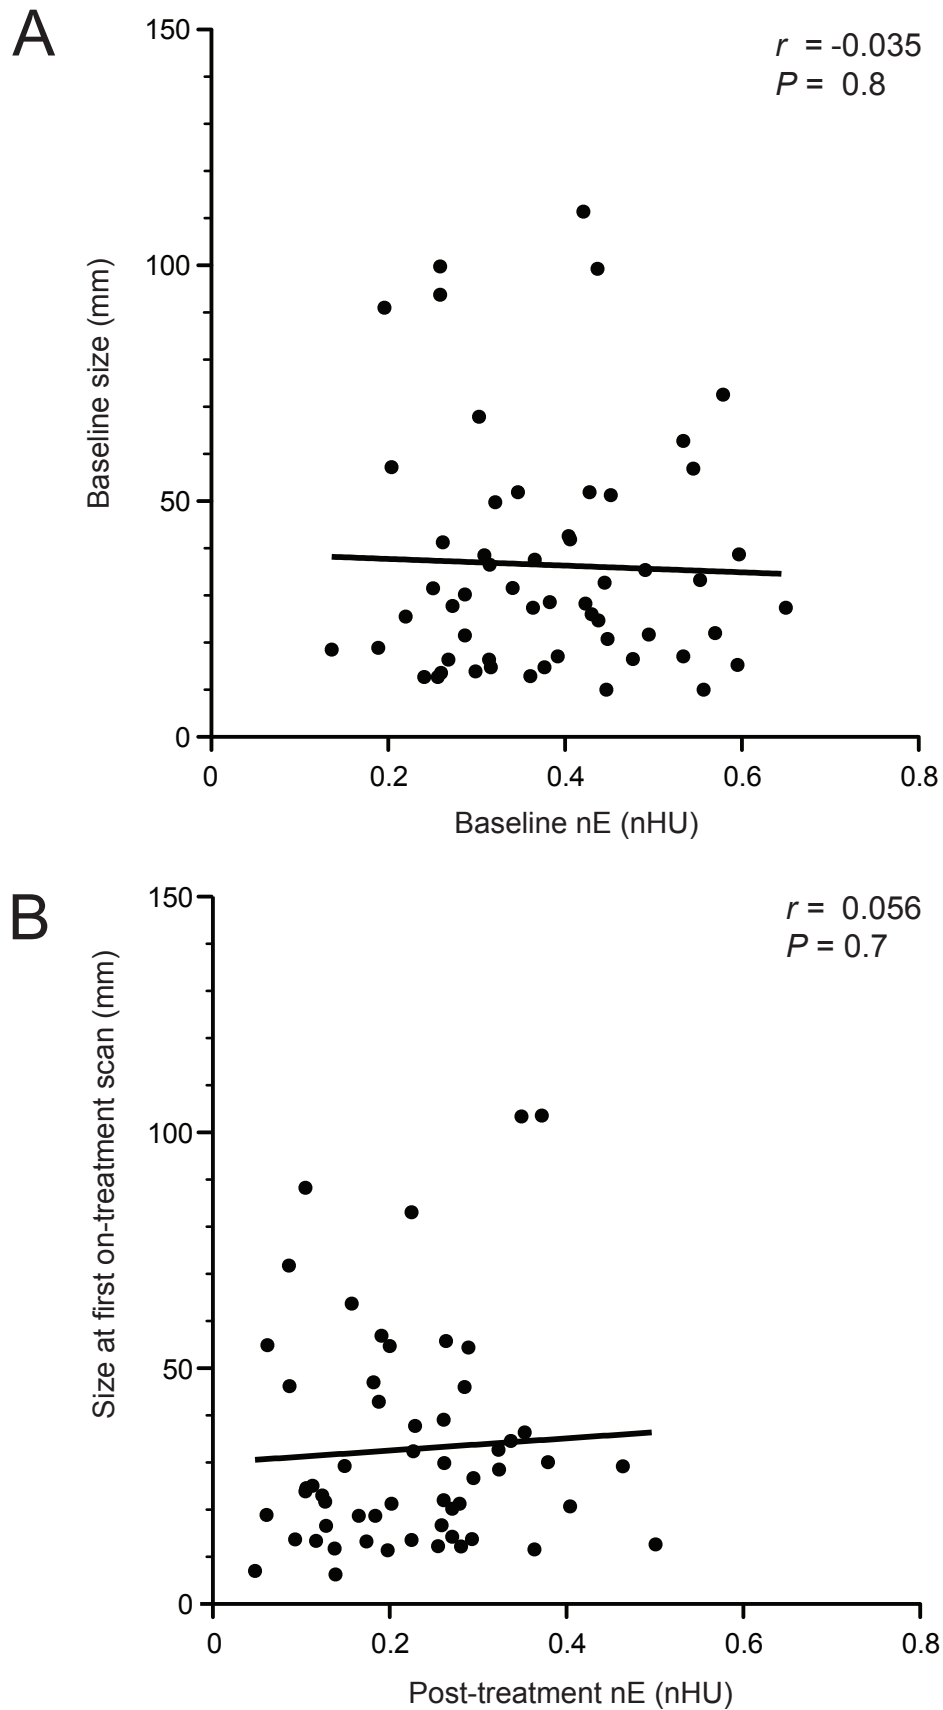 A
150
r = -0.035
P = 0.8
100
Baseline size (mm)
50
0
0 0.2 0.4 0.6 0.8
Baseline nE (nHU)
B
150
r = 0.056
P = 0.7
100
Size at first on-treatment scan (mm)
50
0
0 0.2 0.4 0.6 0.8
Post-treatment nE (nHU)